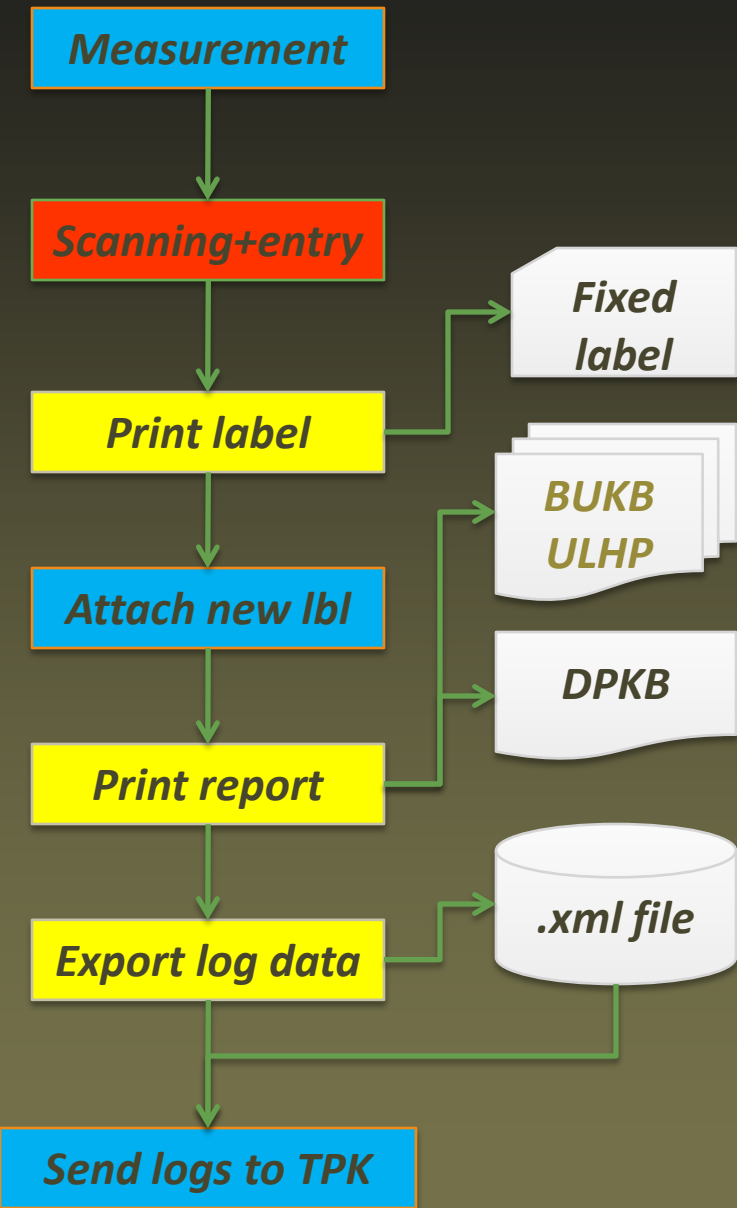 Measurement
Scanning+entry
Fixed
label
Print label
BUKB
ULHP
Attach new lbl
DPKB
Print report
.xml file
Export log data
Send logs to TPK